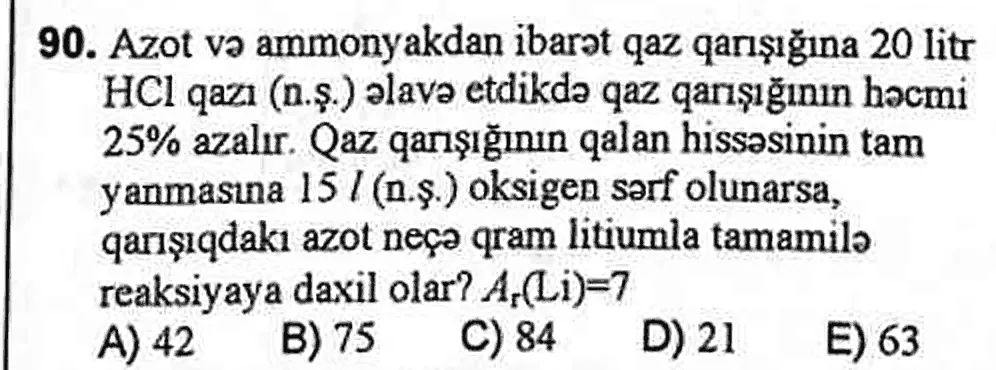 90. Azot və ammonyakdan ibarət qaz qarışığına 20 litr
HCl qazı (n.ş.) əlavə etdikdə qaz qarışığının həcmi
25% azalır. Qaz qarışığının qalan hissəsinin tam
yanmasına 15 l (n.ş.) oksigen sərf olunarsa,
qarışıqdakı azot neçə qram litiumla tamamilə
reaksiyaya daxil olar? Aᵣ(Li)=7
A) 42 B) 75 C) 84 D) 21 E) 63